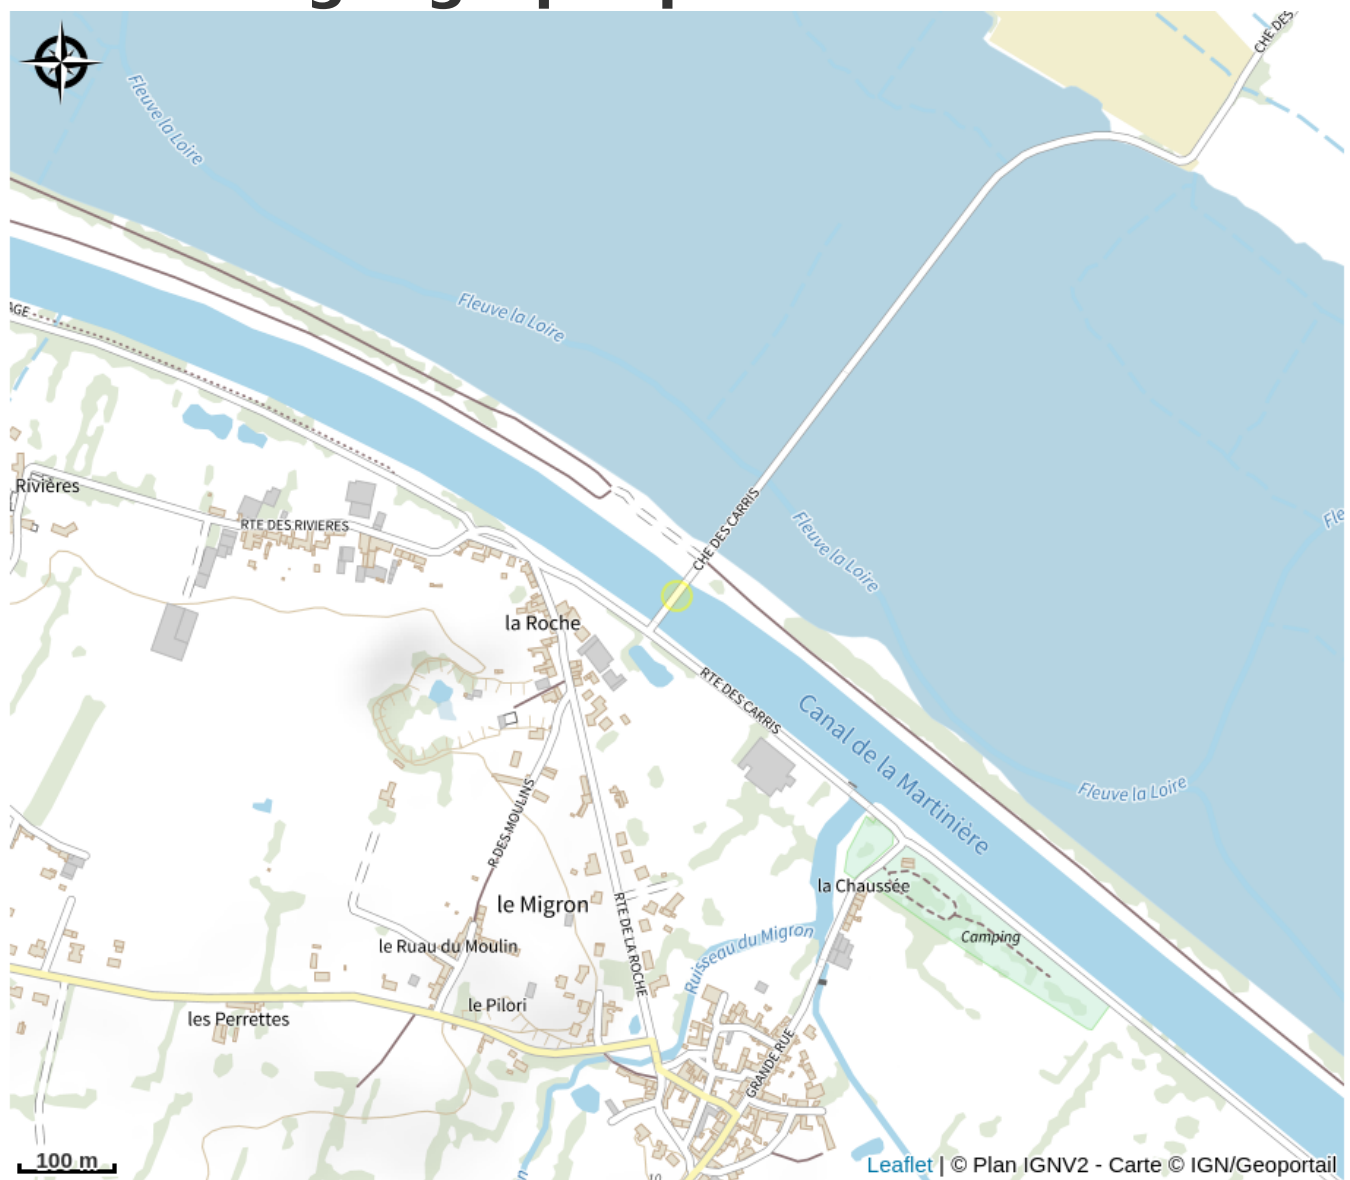 CHE DES
Fleuve la Loire
Fleuve la Loire
AGE
Rivières
RTE DES RIVIERES
CHE DES CARRIS
Fleuve la Loire
Fle
la Roche
RTE DES CARRIS
Canal de la Martinière
Fleuve la Loire
R DES MOULINS
la Chaussée
le Migron
RTE DE LA ROCHE
Camping
le Ruau du Moulin
Ruisseau du Migron
le Pilori
les Perrettes
GRANDE RUE
100 m
Leaflet | © Plan IGNV2 - Carte © IGN/Geoportail